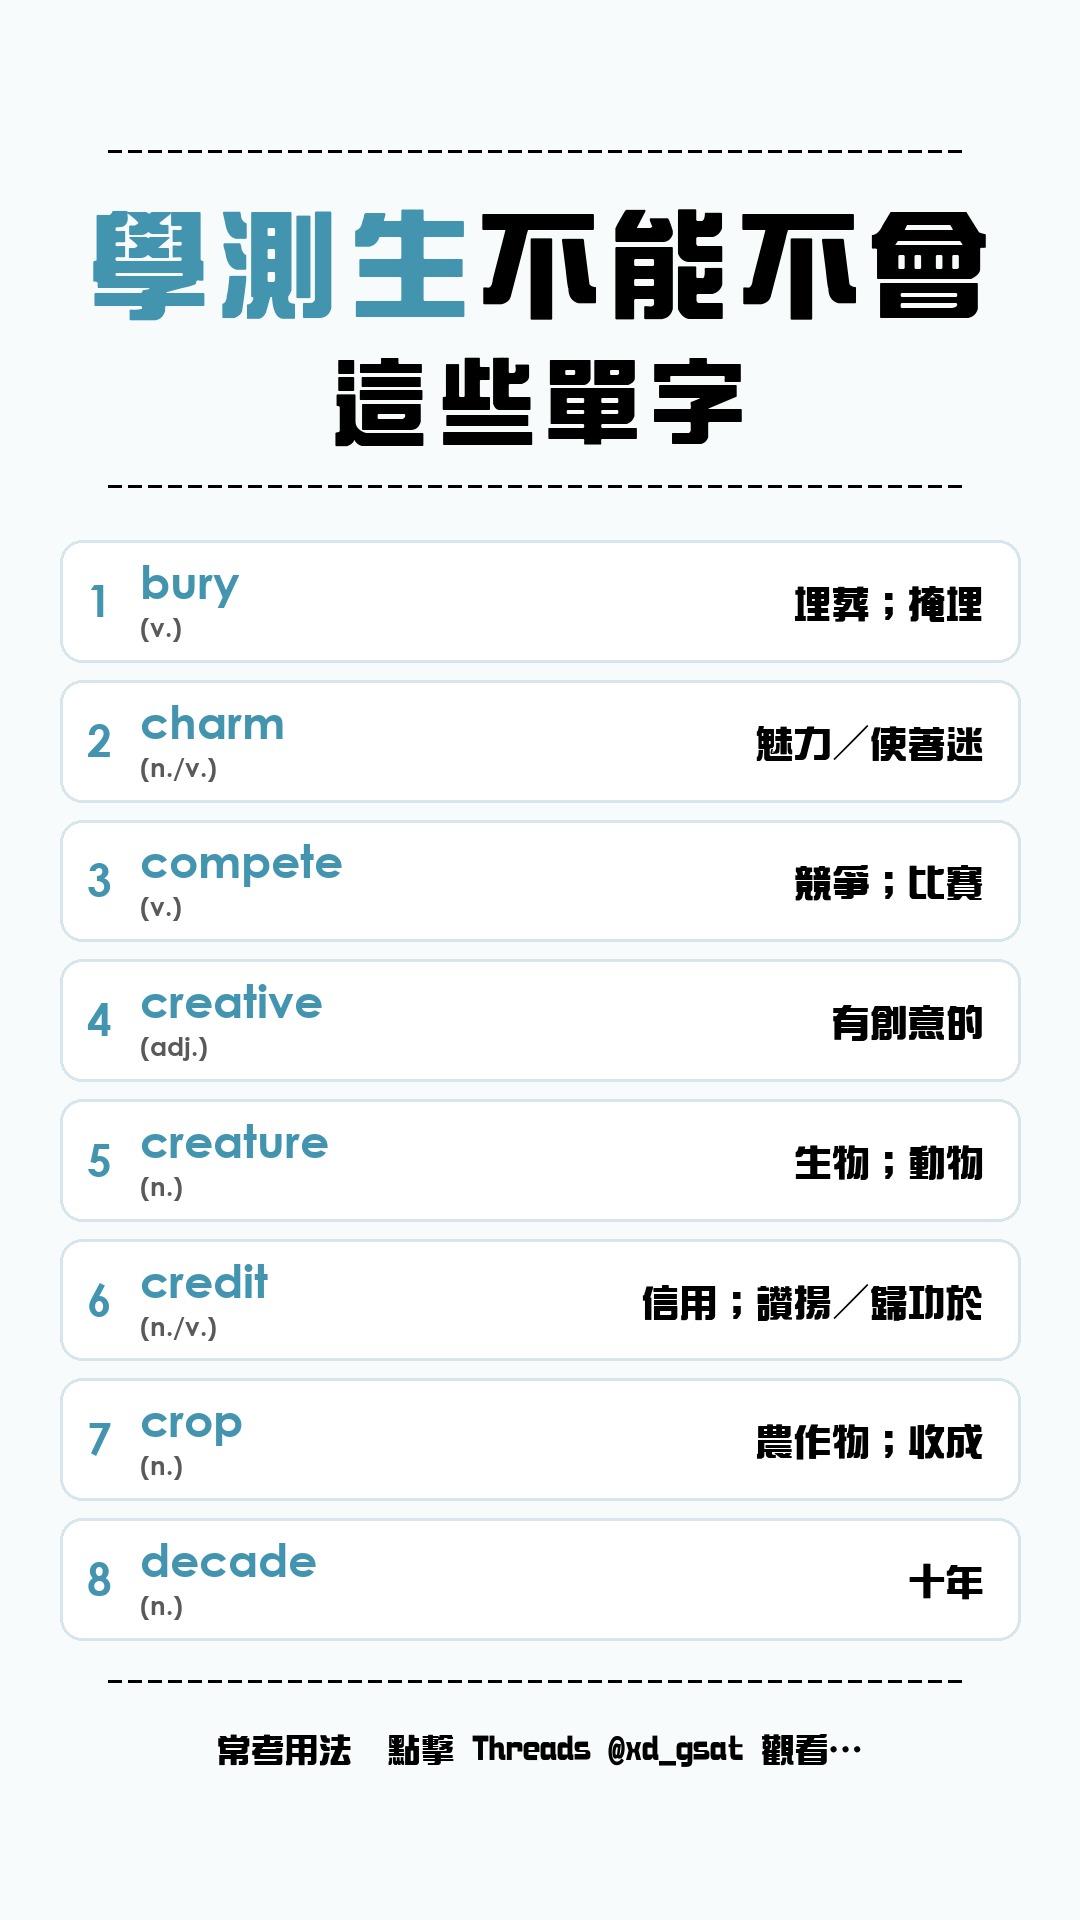 學測生不能不會
這些單字
1 bury 埋葬；掩埋
(v.)
2 charm 魅力／使著迷
(n./v.)
3 compete 競爭；比賽
(v.)
4 creative 有創意的
(adj.)
5 creature 生物；動物
(n.)
6 credit 信用；讚揚／歸功於
(n./v.)
7 crop 農作物；收成
(n.)
8 decade 十年
(n.)
常考用法 點擊 Threads @xd_gsat 觀看…